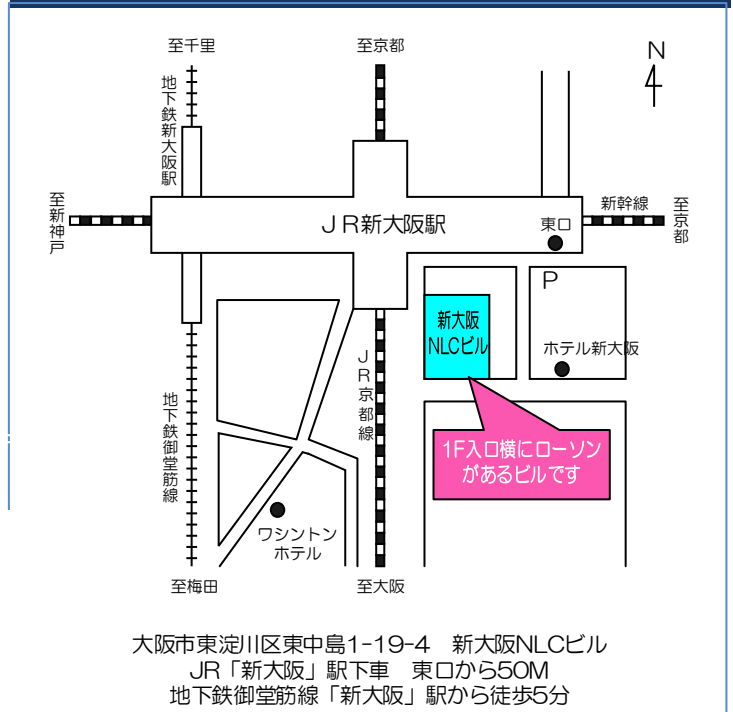 至千里
至京都
N
地下鉄新大阪駅
至新神戸
JR新大阪駅
東口
新幹線
至京都
P
新大阪
NLCビル
ホテル新大阪
JR京都線
地下鉄御堂筋線
1F入口横にローソン
があるビルです
ワシントン
ホテル
至梅田
至大阪
大阪市東淀川区東中島1-19-4 新大阪NLCビル
JR「新大阪」駅下車 東口から50M
地下鉄御堂筋線「新大阪」駅から徒歩5分